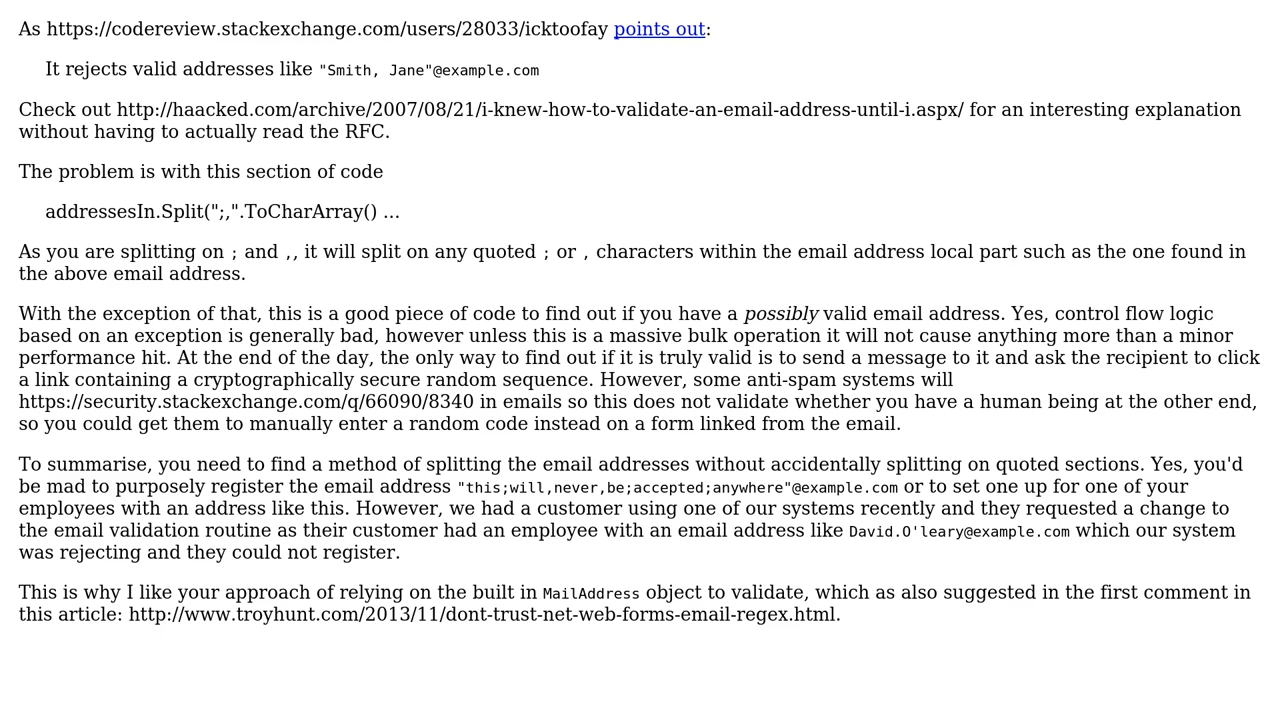 As https://codereview.stackexchange.com/users/28033/icktoofay points out:
It rejects valid addresses like "Smith, Jane"@example.com
Check out http://haacked.com/archive/2007/08/21/i-knew-how-to-validate-an-email-address-until-i.aspx/ for an interesting explanation
without having to actually read the RFC.
The problem is with this section of code
addressesIn.Split(";,".ToCharArray() ...
As you are splitting on ; and ,, it will split on any quoted ; or , characters within the email address local part such as the one found in
the above email address.
With the exception of that, this is a good piece of code to find out if you have a possibly valid email address. Yes, control flow logic
based on an exception is generally bad, however unless this is a massive bulk operation it will not cause anything more than a minor
performance hit. At the end of the day, the only way to find out if it is truly valid is to send a message to it and ask the recipient to click
a link containing a cryptographically secure random sequence. However, some anti-spam systems will
https://security.stackexchange.com/q/66090/8340 in emails so this does not validate whether you have a human being at the other end,
so you could get them to manually enter a random code instead on a form linked from the email.
To summarise, you need to find a method of splitting the email addresses without accidentally splitting on quoted sections. Yes, you'd
be mad to purposely register the email address "this;will,never,be;accepted;anywhere"@example.com or to set one up for one of your
employees with an address like this. However, we had a customer using one of our systems recently and they requested a change to
the email validation routine as their customer had an employee with an email address like David.O'leary@example.com which our system
was rejecting and they could not register.
This is why I like your approach of relying on the built in MailAddress object to validate, which as also suggested in the first comment in
this article: http://www.troyhunt.com/2013/11/dont-trust-net-web-forms-email-regex.html.